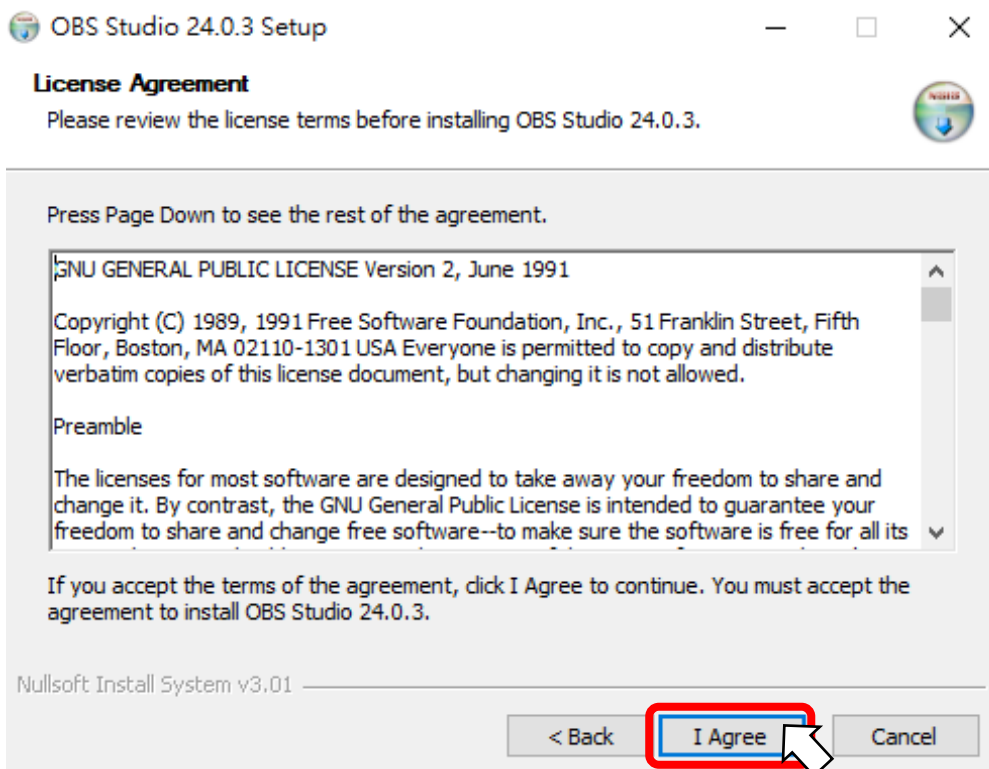 OBS Studio 24.0.3 Setup
License Agreement
Please review the license terms before installing OBS Studio 24.0.3.
Press Page Down to see the rest of the agreement.
GNU GENERAL PUBLIC LICENSE Version 2, June 1991
Copyright (C) 1989, 1991 Free Software Foundation, Inc., 51 Franklin Street, Fifth
Floor, Boston, MA 02110-1301 USA Everyone is permitted to copy and distribute
verbatim copies of this license document, but changing it is not allowed.
Preamble
The licenses for most software are designed to take away your freedom to share and
change it. By contrast, the GNU General Public License is intended to guarantee your
freedom to share and change free software--to make sure the software is free for all its
If you accept the terms of the agreement, click I Agree to continue. You must accept the
agreement to install OBS Studio 24.0.3.
Nullsoft Install System v3.01
< Back
I Agree
Cancel